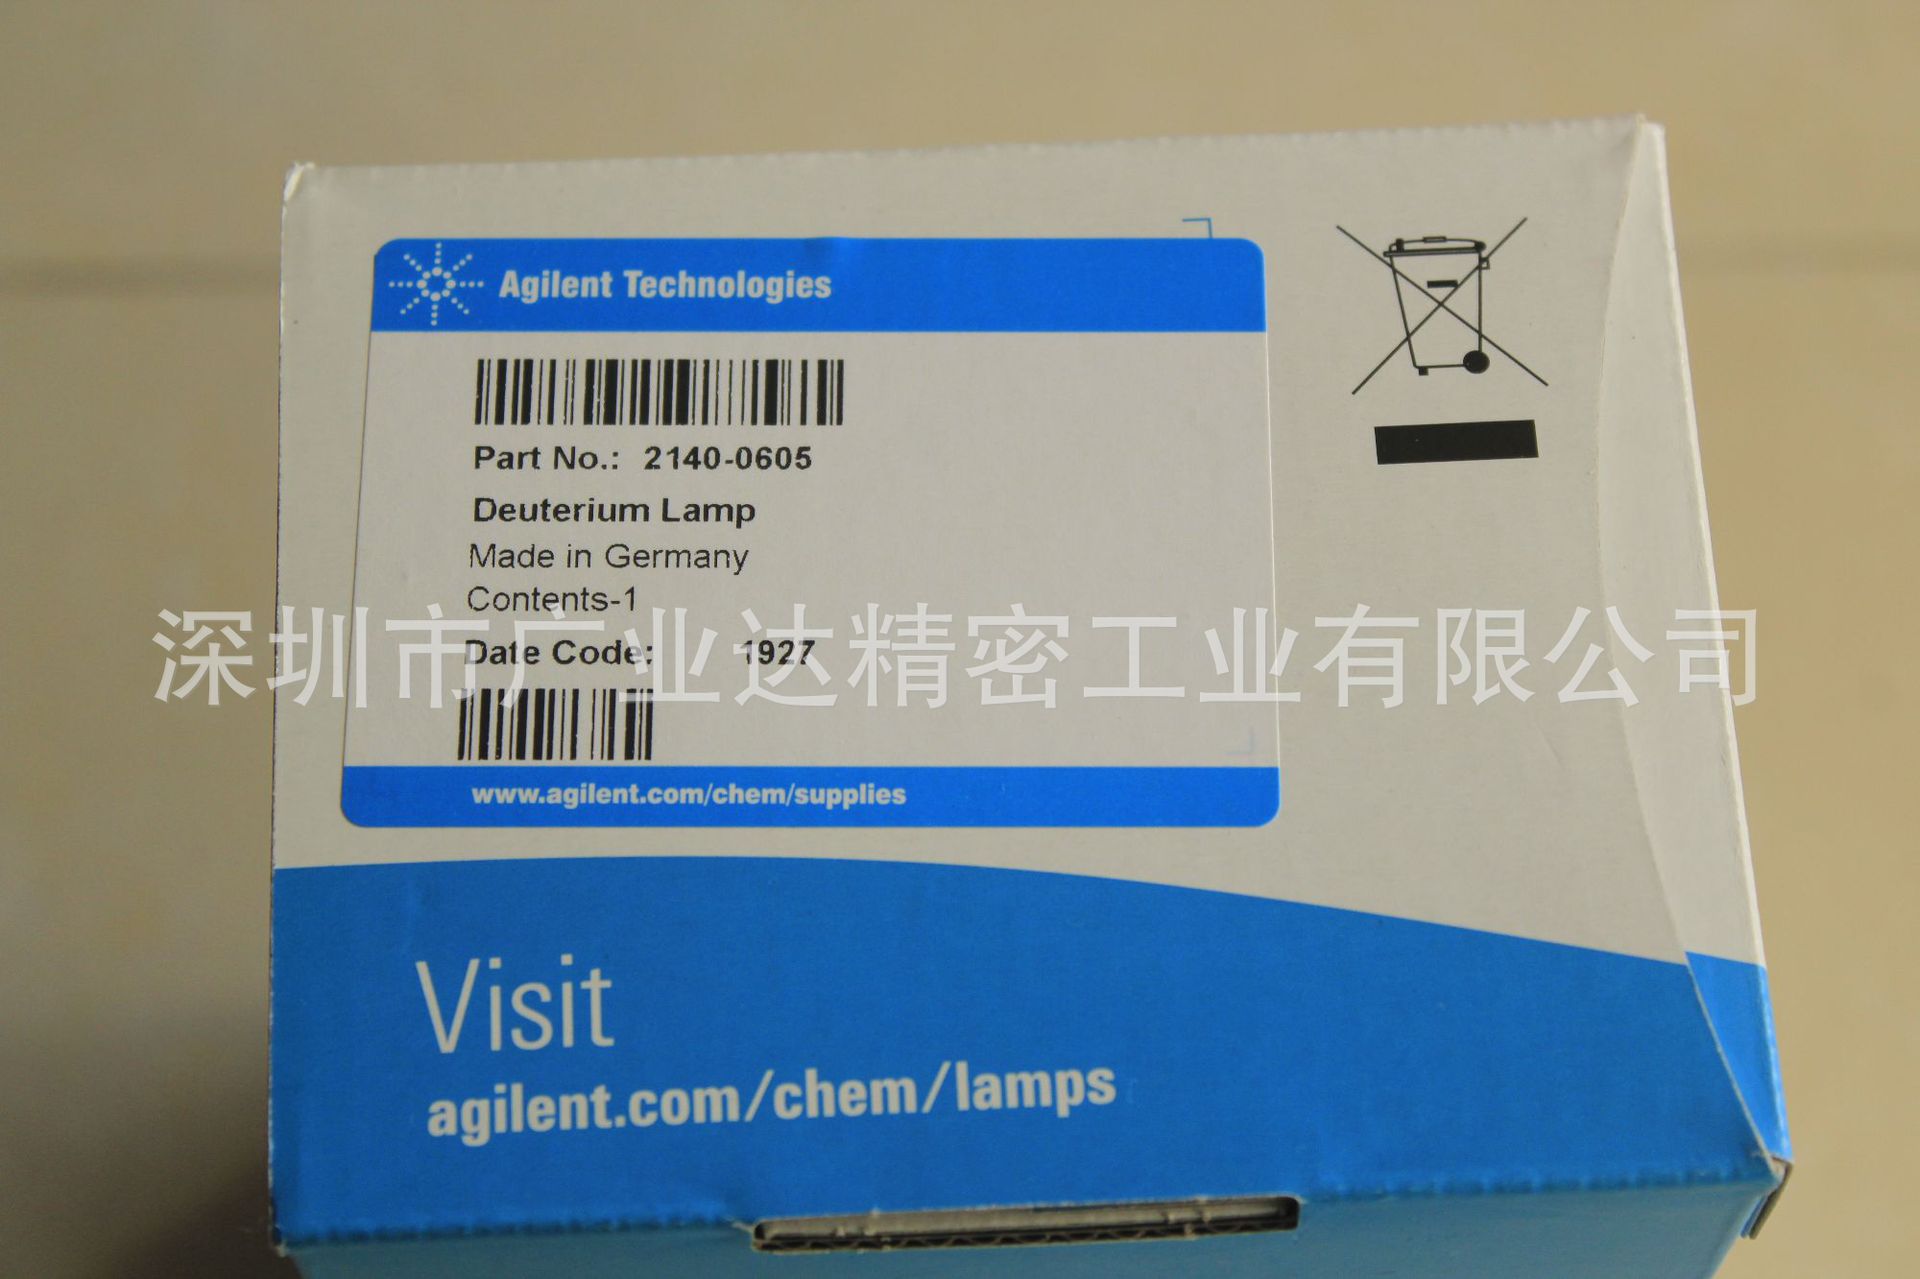 Agilent Technologies
Part No.: 2140-0605
Deuterium Lamp
Made in Germany
Contents-1
Date Code: 1927
深圳市广业达精密工业有限公司
www.agilent.com/chem/supplies
Visit
agilent.com/chem/lamps